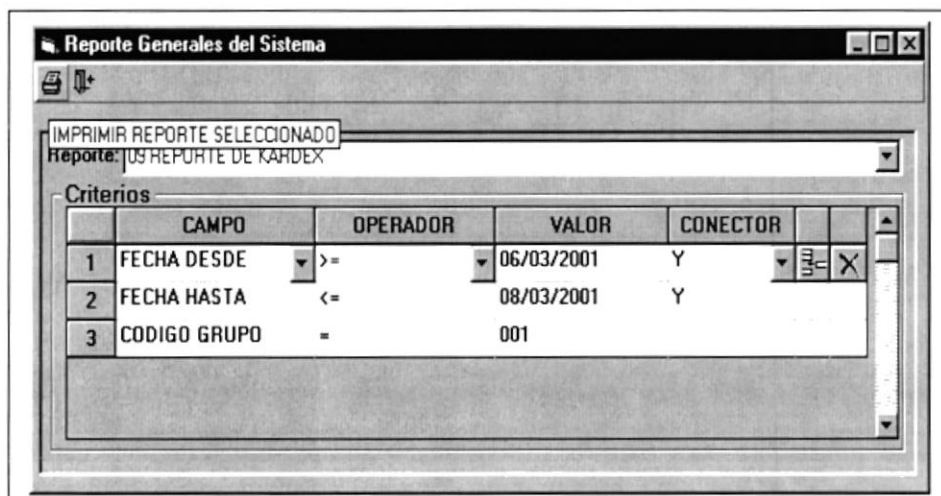 Reporte Generales del Sistema
IMPRIMIR REPORTE SELECCIONADO
Reporte: 09 REPORTE DE KARDEX
Criterios
CAMPO OPERADOR VALOR CONECTOR
1 FECHA DESDE >= 06/03/2001 Y
2 FECHA HASTA <= 08/03/2001 Y
3 CODIGO GRUPO = 001